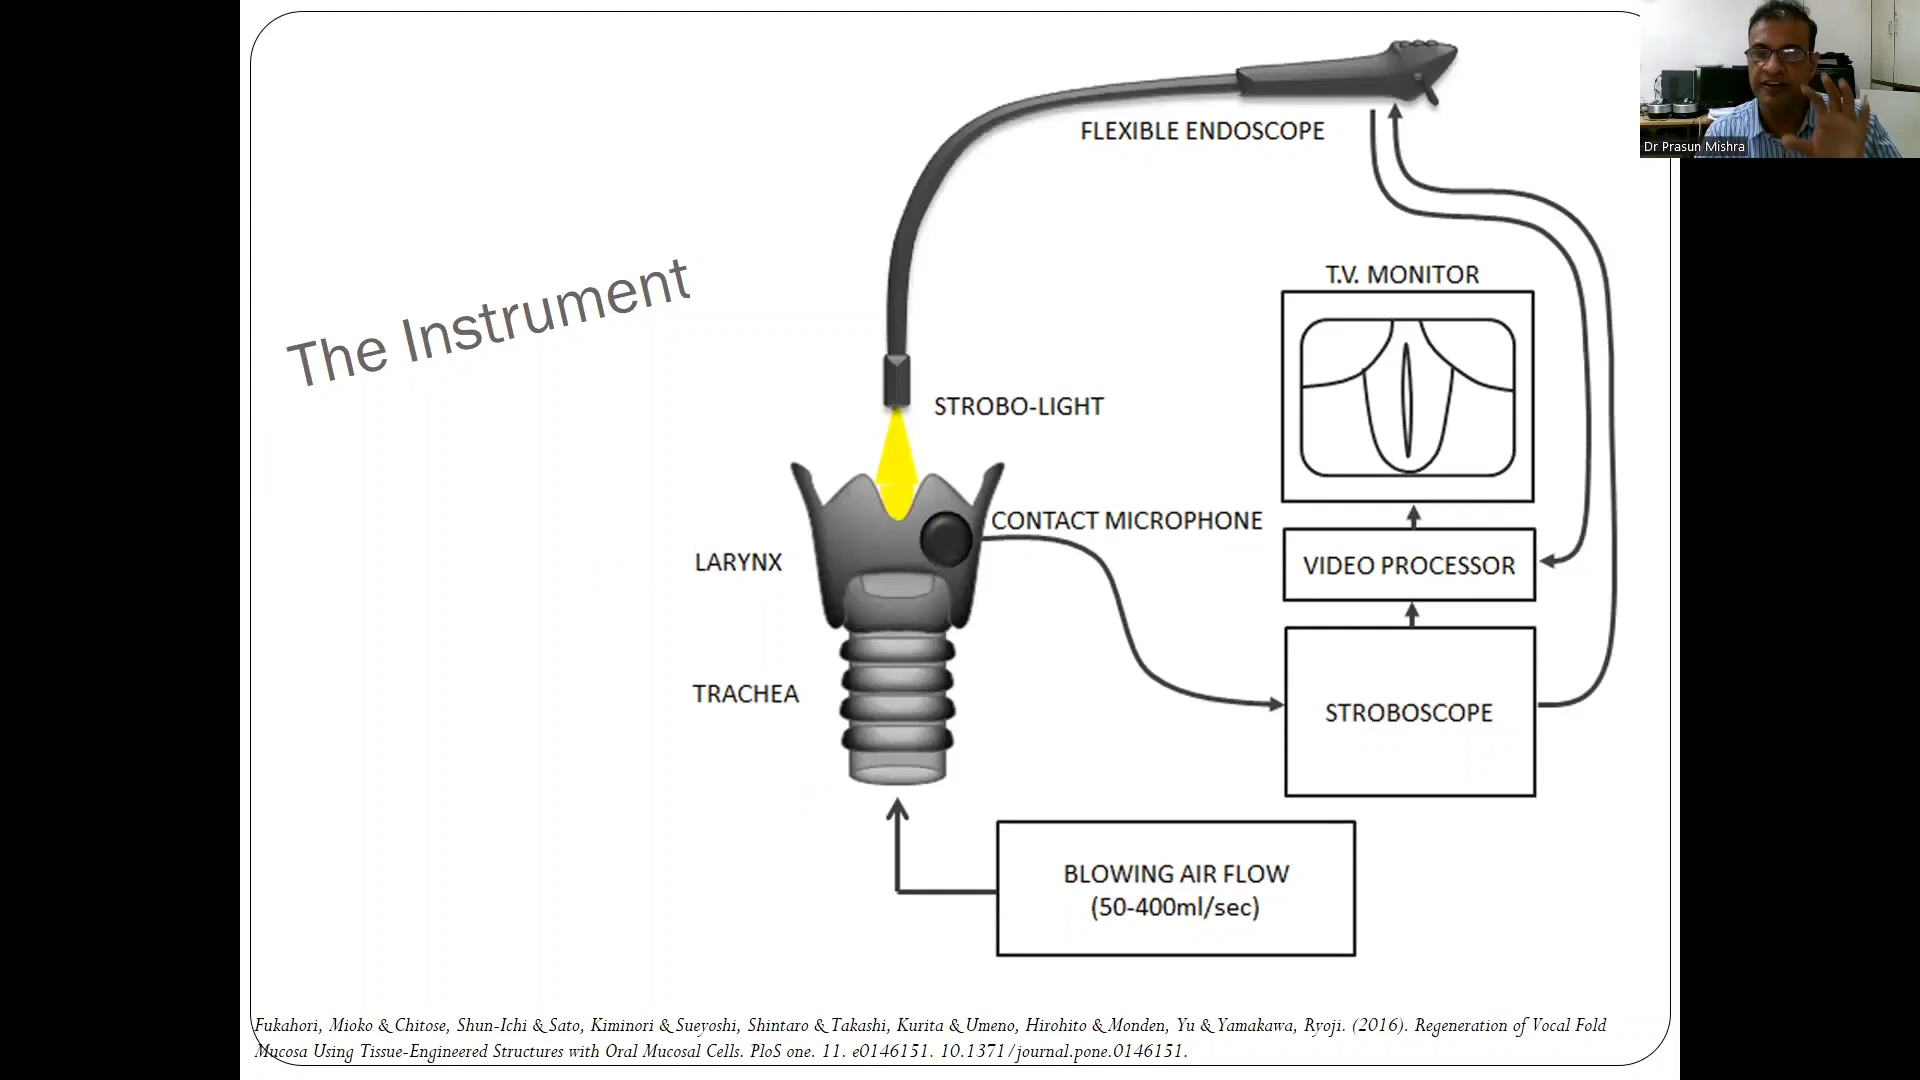 The Instrument
FLEXIBLE ENDOSCOPE
Dr Prasun Mishra
T.V. MONITOR
STROBO-LIGHT
CONTACT MICROPHONE
LARYNX
VIDEO PROCESSOR
TRACHEA
STROBOSCOPE
BLOWING AIR FLOW
(50-400ml/sec)
Fukahori, Mioko & Chitose, Shun-Ichi & Sato, Kiminori & Sueyoshi, Shintaro & Takashi, Kurita & Umeno, Hirohito & Monden, Yu & Yamakawa, Ryoji. (2016). Regeneration of Vocal Fold
Mucosa Using Tissue-Engineered Structures with Oral Mucosal Cells. PloS one. 11. e0146151. 10.1371/journal.pone.0146151.